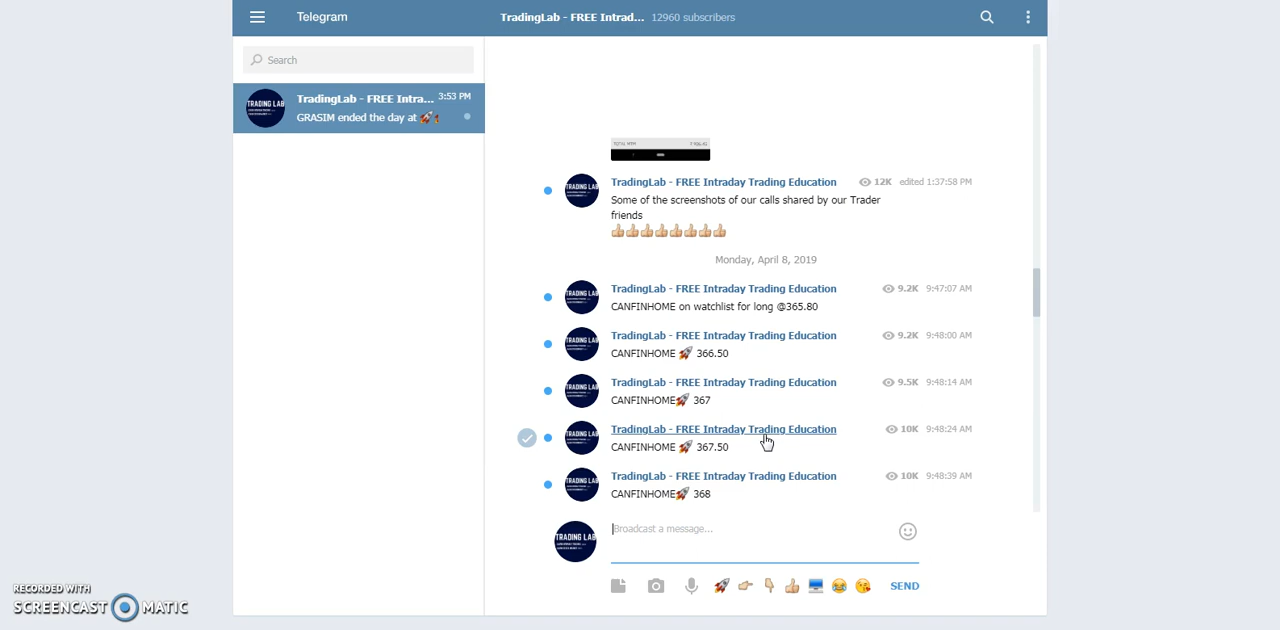 Telegram
TradingLab - FREE Intrad... 12960 subscribers
Search
TradingLab - FREE Intra... 3:53 PM
GRASIM ended the day at 🚀
TradingLab - FREE Intraday Trading Education 12K edited 1:37:58 PM
Some of the screenshots of our calls shared by our Trader
friends
👍👍👍👍👍👍👍👍
Monday, April 8, 2019
TradingLab - FREE Intraday Trading Education 9.2K 9:47:07 AM
CANFINHOME on watchlist for long @365.80
TradingLab - FREE Intraday Trading Education 9.2K 9:48:00 AM
CANFINHOME 🚀 366.50
TradingLab - FREE Intraday Trading Education 9.5K 9:48:14 AM
CANFINHOME🚀 367
TradingLab - FREE Intraday Trading Education 10K 9:48:24 AM
CANFINHOME 🚀 367.50
TradingLab - FREE Intraday Trading Education 10K 9:48:39 AM
CANFINHOME🚀 368
TRADING LAB
Broadcast a message...
🚀 👉 👇 👍 💻 😂 😘 SEND
RECORDED WITH
SCREENCAST MATIC